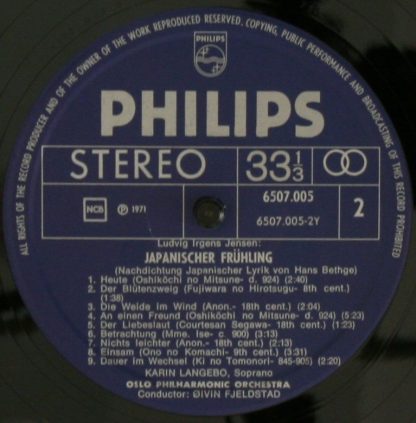 ALL RIGHTS OF THE RECORD PRODUCER AND OF THE OWNER OF THE WORK REPRODUCED RESERVED. COPYING, PUBLIC PERFORMANCE AND BROADCASTING OF THIS RECORD PROHIBITED
PHILIPS
PHILIPS
STEREO
33⅓
NCB
Ⓟ 1971
6507.005
6507.005-2Y
2
Ludvig Irgens Jensen:
JAPANISCHER FRÜHLING
(Nachdichtung Japanischer Lyrik von Hans Bethge)
1. Heute (Oshikōchi no Mitsune- d. 924) (2:40)
2. Der Blütenzweig (Fujiwara no Hirotsugu- 8th cent.)
(1:38)
3. Die Weide im Wind (Anon.- 18th cent.) (2:04)
4. An einen Freund (Oshikōchi no Mitsune- d. 924) (5:23)
5. Der Liebeslaut (Courtesan Segawa- 18th cent.) (1:23)
6. Betrachtung (Mme. Ise- c. 900) (3:13)
7. Nichts leichter (Anon.- 18th cent.) (2:13)
8. Einsam (Ono no Komachi- 9th cent.) (3:31)
9. Dauer im Wechsel (Ki no Tomonori- 845-905) (2:20)
KARIN LANGEBO, Soprano
OSLO PHILHARMONIC ORCHESTRA
Conductor: ØIVIN FJELDSTAD